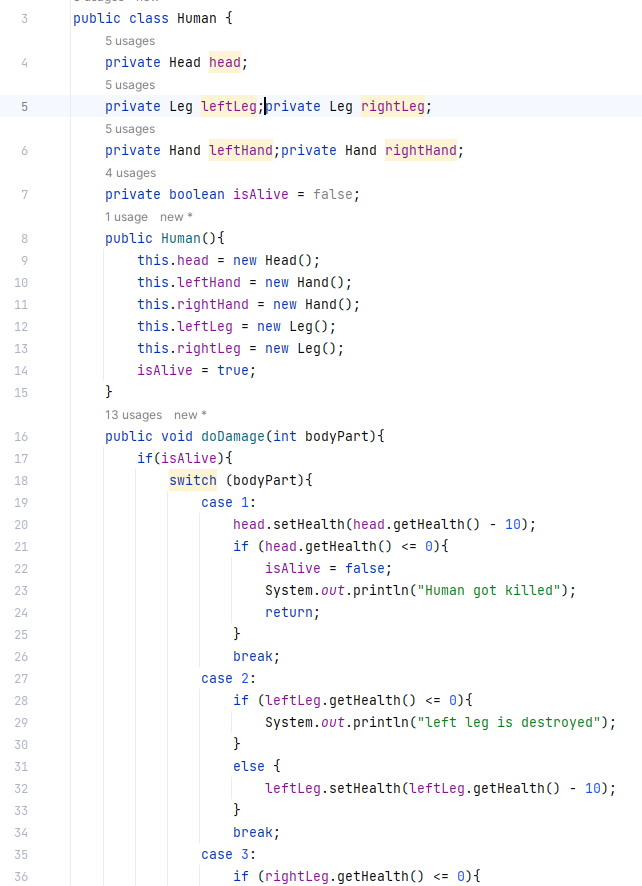 3 public class Human {
5 usages
4 private Head head;
5 usages
5 private Leg leftLeg;private Leg rightLeg;
5 usages
6 private Hand leftHand;private Hand rightHand;
4 usages
7 private boolean isAlive = false;
1 usage new *
8 public Human(){
9 this.head = new Head();
10 this.leftHand = new Hand();
11 this.rightHand = new Hand();
12 this.leftLeg = new Leg();
13 this.rightLeg = new Leg();
14 isAlive = true;
15 }
13 usages new *
16 public void doDamage(int bodyPart){
17 if(isAlive){
18 switch (bodyPart){
19 case 1:
20 head.setHealth(head.getHealth() - 10);
21 if (head.getHealth() <= 0){
22 isAlive = false;
23 System.out.println("Human got killed");
24 return;
25 }
26 break;
27 case 2:
28 if (leftLeg.getHealth() <= 0){
29 System.out.println("left leg is destroyed");
30 }
31 else {
32 leftLeg.setHealth(leftLeg.getHealth() - 10);
33 }
34 break;
35 case 3:
36 if (rightLeg.getHealth() <= 0){